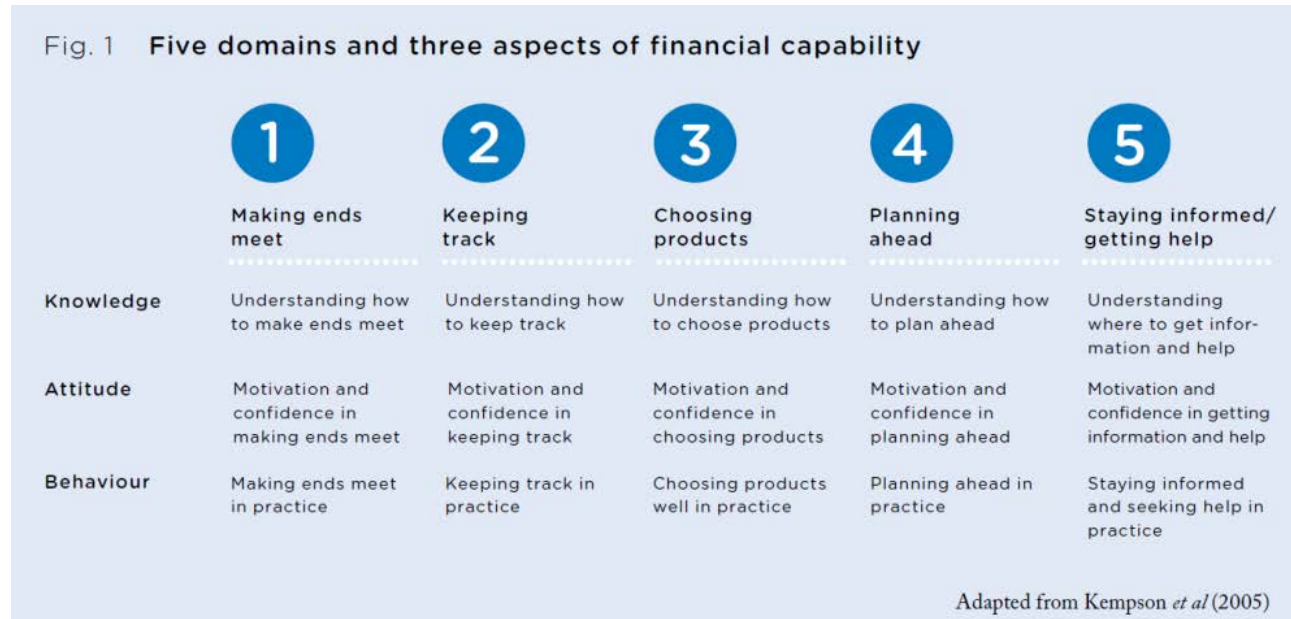 Fig. 1 Five domains and three aspects of financial capability
1 2 3 4 5
Making ends meet
Keeping track
Choosing products
Planning ahead
Staying informed/ getting help
Knowledge
Understanding how
to make ends meet
Understanding how
to keep track
Understanding how
to choose products
Understanding how
to plan ahead
Understanding
where to get infor-
mation and help
Attitude
Motivation and
confidence in
making ends meet
Motivation and
confidence in
keeping track
Motivation and
confidence in
choosing products
Motivation and
confidence in
planning ahead
Motivation and
confidence in getting
information and help
Behaviour
Making ends meet
in practice
Keeping track in
practice
Choosing products
well in practice
Planning ahead in
practice
Staying informed
and seeking help in
practice
Adapted from Kempson et al (2005)